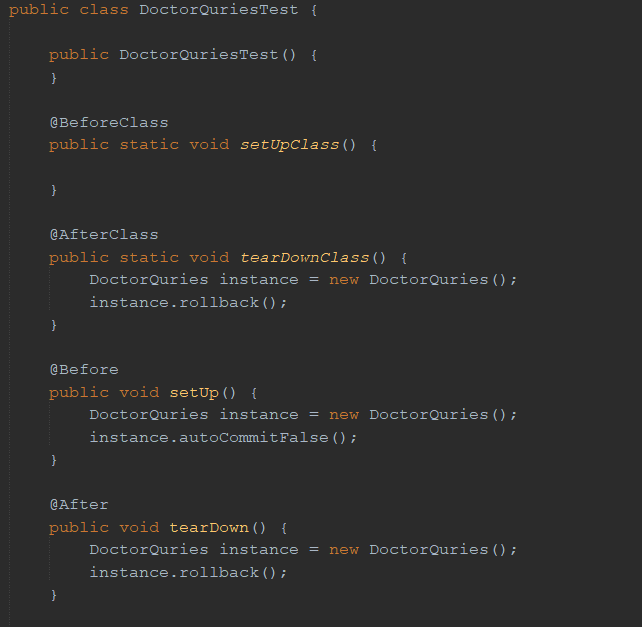 public class DoctorQuriesTest {
public DoctorQuriesTest() {
}
@BeforeClass
public static void setUpClass() {
}
@AfterClass
public static void tearDownClass() {
DoctorQuries instance = new DoctorQuries();
instance.rollback();
}
@Before
public void setUp() {
DoctorQuries instance = new DoctorQuries();
instance.autoCommitFalse();
}
@After
public void tearDown() {
DoctorQuries instance = new DoctorQuries();
instance.rollback();
}